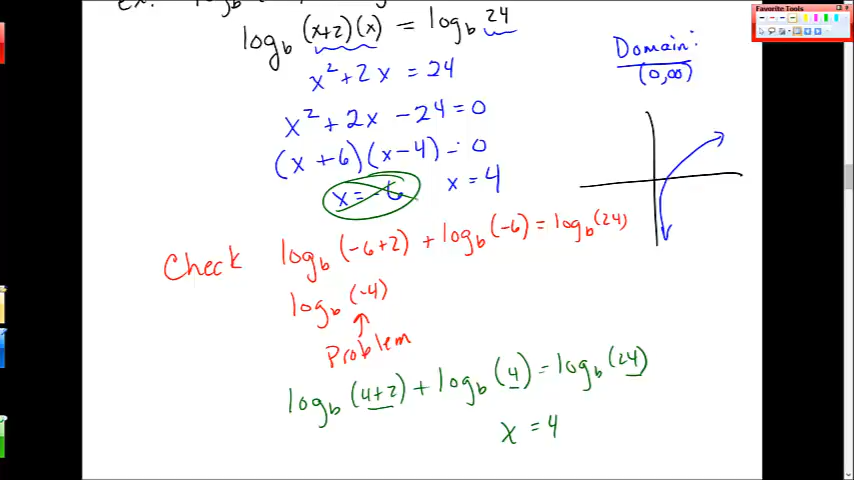 Ex:
Favorite Tools
log_b (x+2)(x) = log_b 24
Domain:
(0,∞)
x² + 2x = 24
x² + 2x - 24 = 0
(x + 6)(x - 4) = 0
x = -6 x = 4
Check log_b (-6+2) + log_b (-6) = log_b (24)
log_b (-4)
↑
Problem
log_b (4+2) + log_b (4) = log_b (24)
x = 4